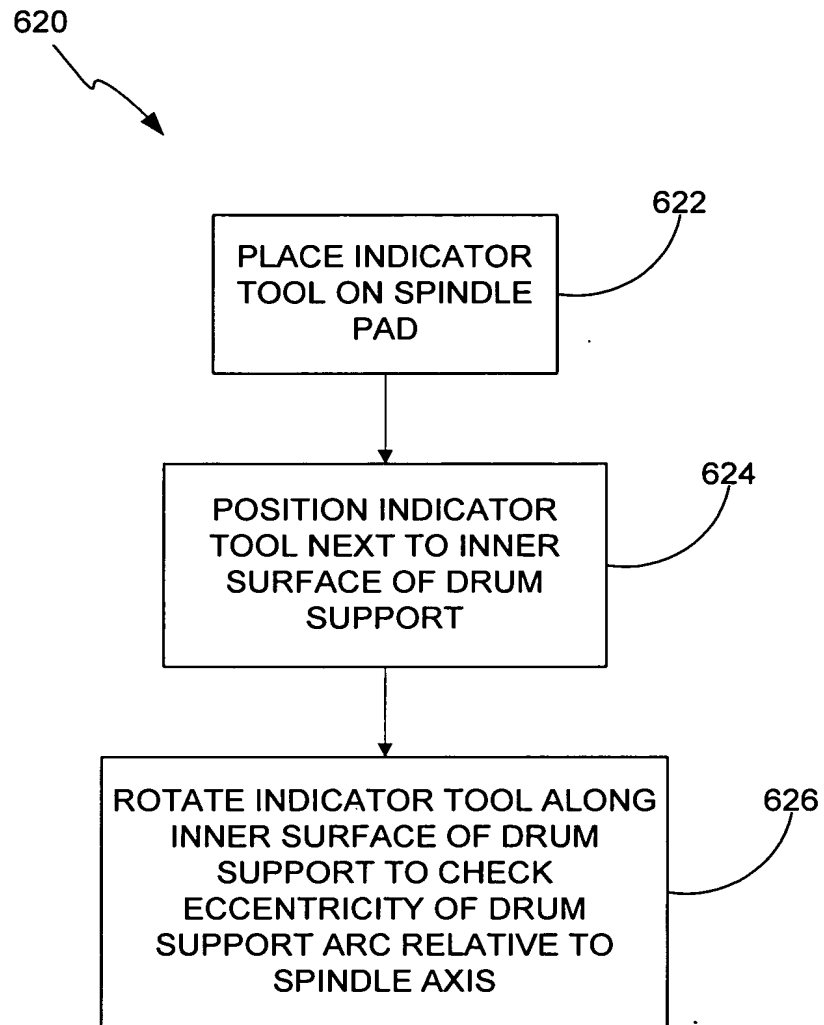 620
622
PLACE INDICATOR
TOOL ON SPINDLE
PAD
624
POSITION INDICATOR
TOOL NEXT TO INNER
SURFACE OF DRUM
SUPPORT
626
ROTATE INDICATOR TOOL ALONG
INNER SURFACE OF DRUM
SUPPORT TO CHECK
ECCENTRICITY OF DRUM
SUPPORT ARC RELATIVE TO
SPINDLE AXIS